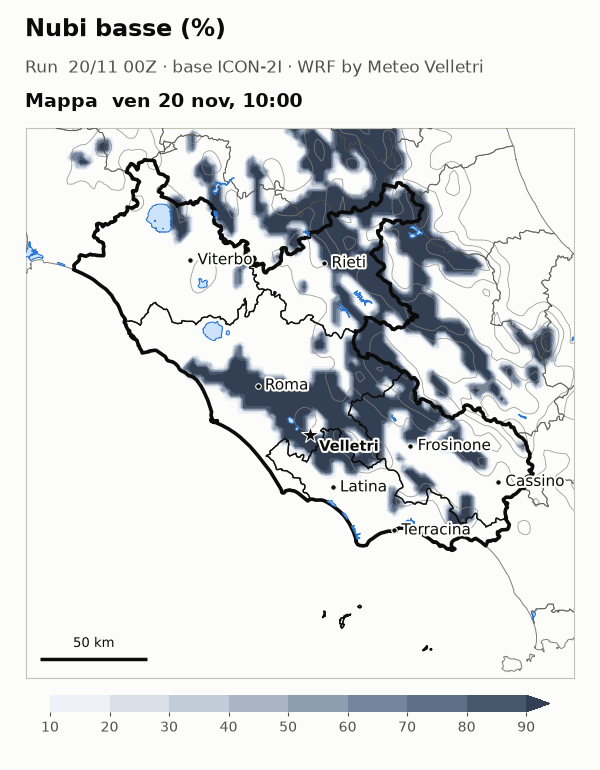 Nubi basse (%)
Run  20/11 00Z · base ICON-2I · WRF by Meteo Velletri
Mappa  ven 20 nov, 10:00
Viterbo
Rieti
Roma
Velletri
Frosinone
Latina
Cassino
Terracina
50 km
10 20 30 40 50 60 70 80 90